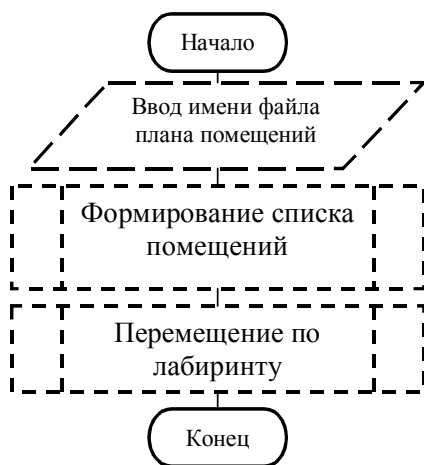 Начало
Ввод имени файла
плана помещений
Формирование списка
помещений
Перемещение по
лабиринту
Конец